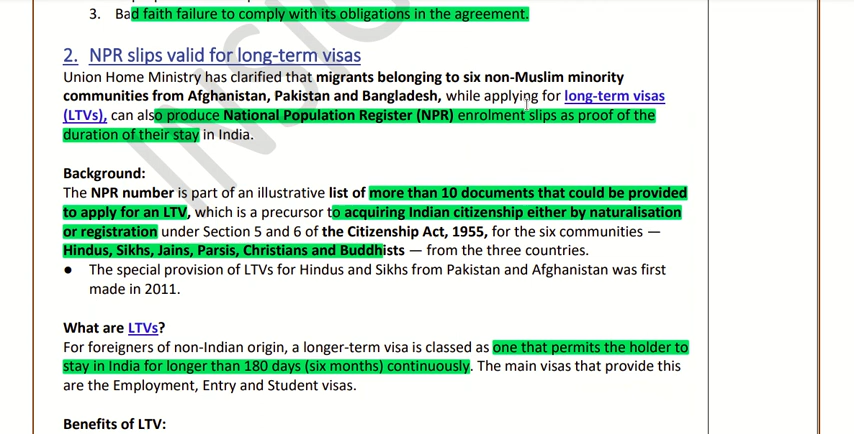 3. Bad faith failure to comply with its obligations in the agreement.
2. NPR slips valid for long-term visas
Union Home Ministry has clarified that migrants belonging to six non-Muslim minority
communities from Afghanistan, Pakistan and Bangladesh, while applying for long-term visas
(LTVs), can also produce National Population Register (NPR) enrolment slips as proof of the
duration of their stay in India.
Background:
The NPR number is part of an illustrative list of more than 10 documents that could be provided
to apply for an LTV, which is a precursor to acquiring Indian citizenship either by naturalisation
or registration under Section 5 and 6 of the Citizenship Act, 1955, for the six communities —
Hindus, Sikhs, Jains, Parsis, Christians and Buddhists — from the three countries.
● The special provision of LTVs for Hindus and Sikhs from Pakistan and Afghanistan was first
made in 2011.
What are LTVs?
For foreigners of non-Indian origin, a longer-term visa is classed as one that permits the holder to
stay in India for longer than 180 days (six months) continuously. The main visas that provide this
are the Employment, Entry and Student visas.
Benefits of LTV: